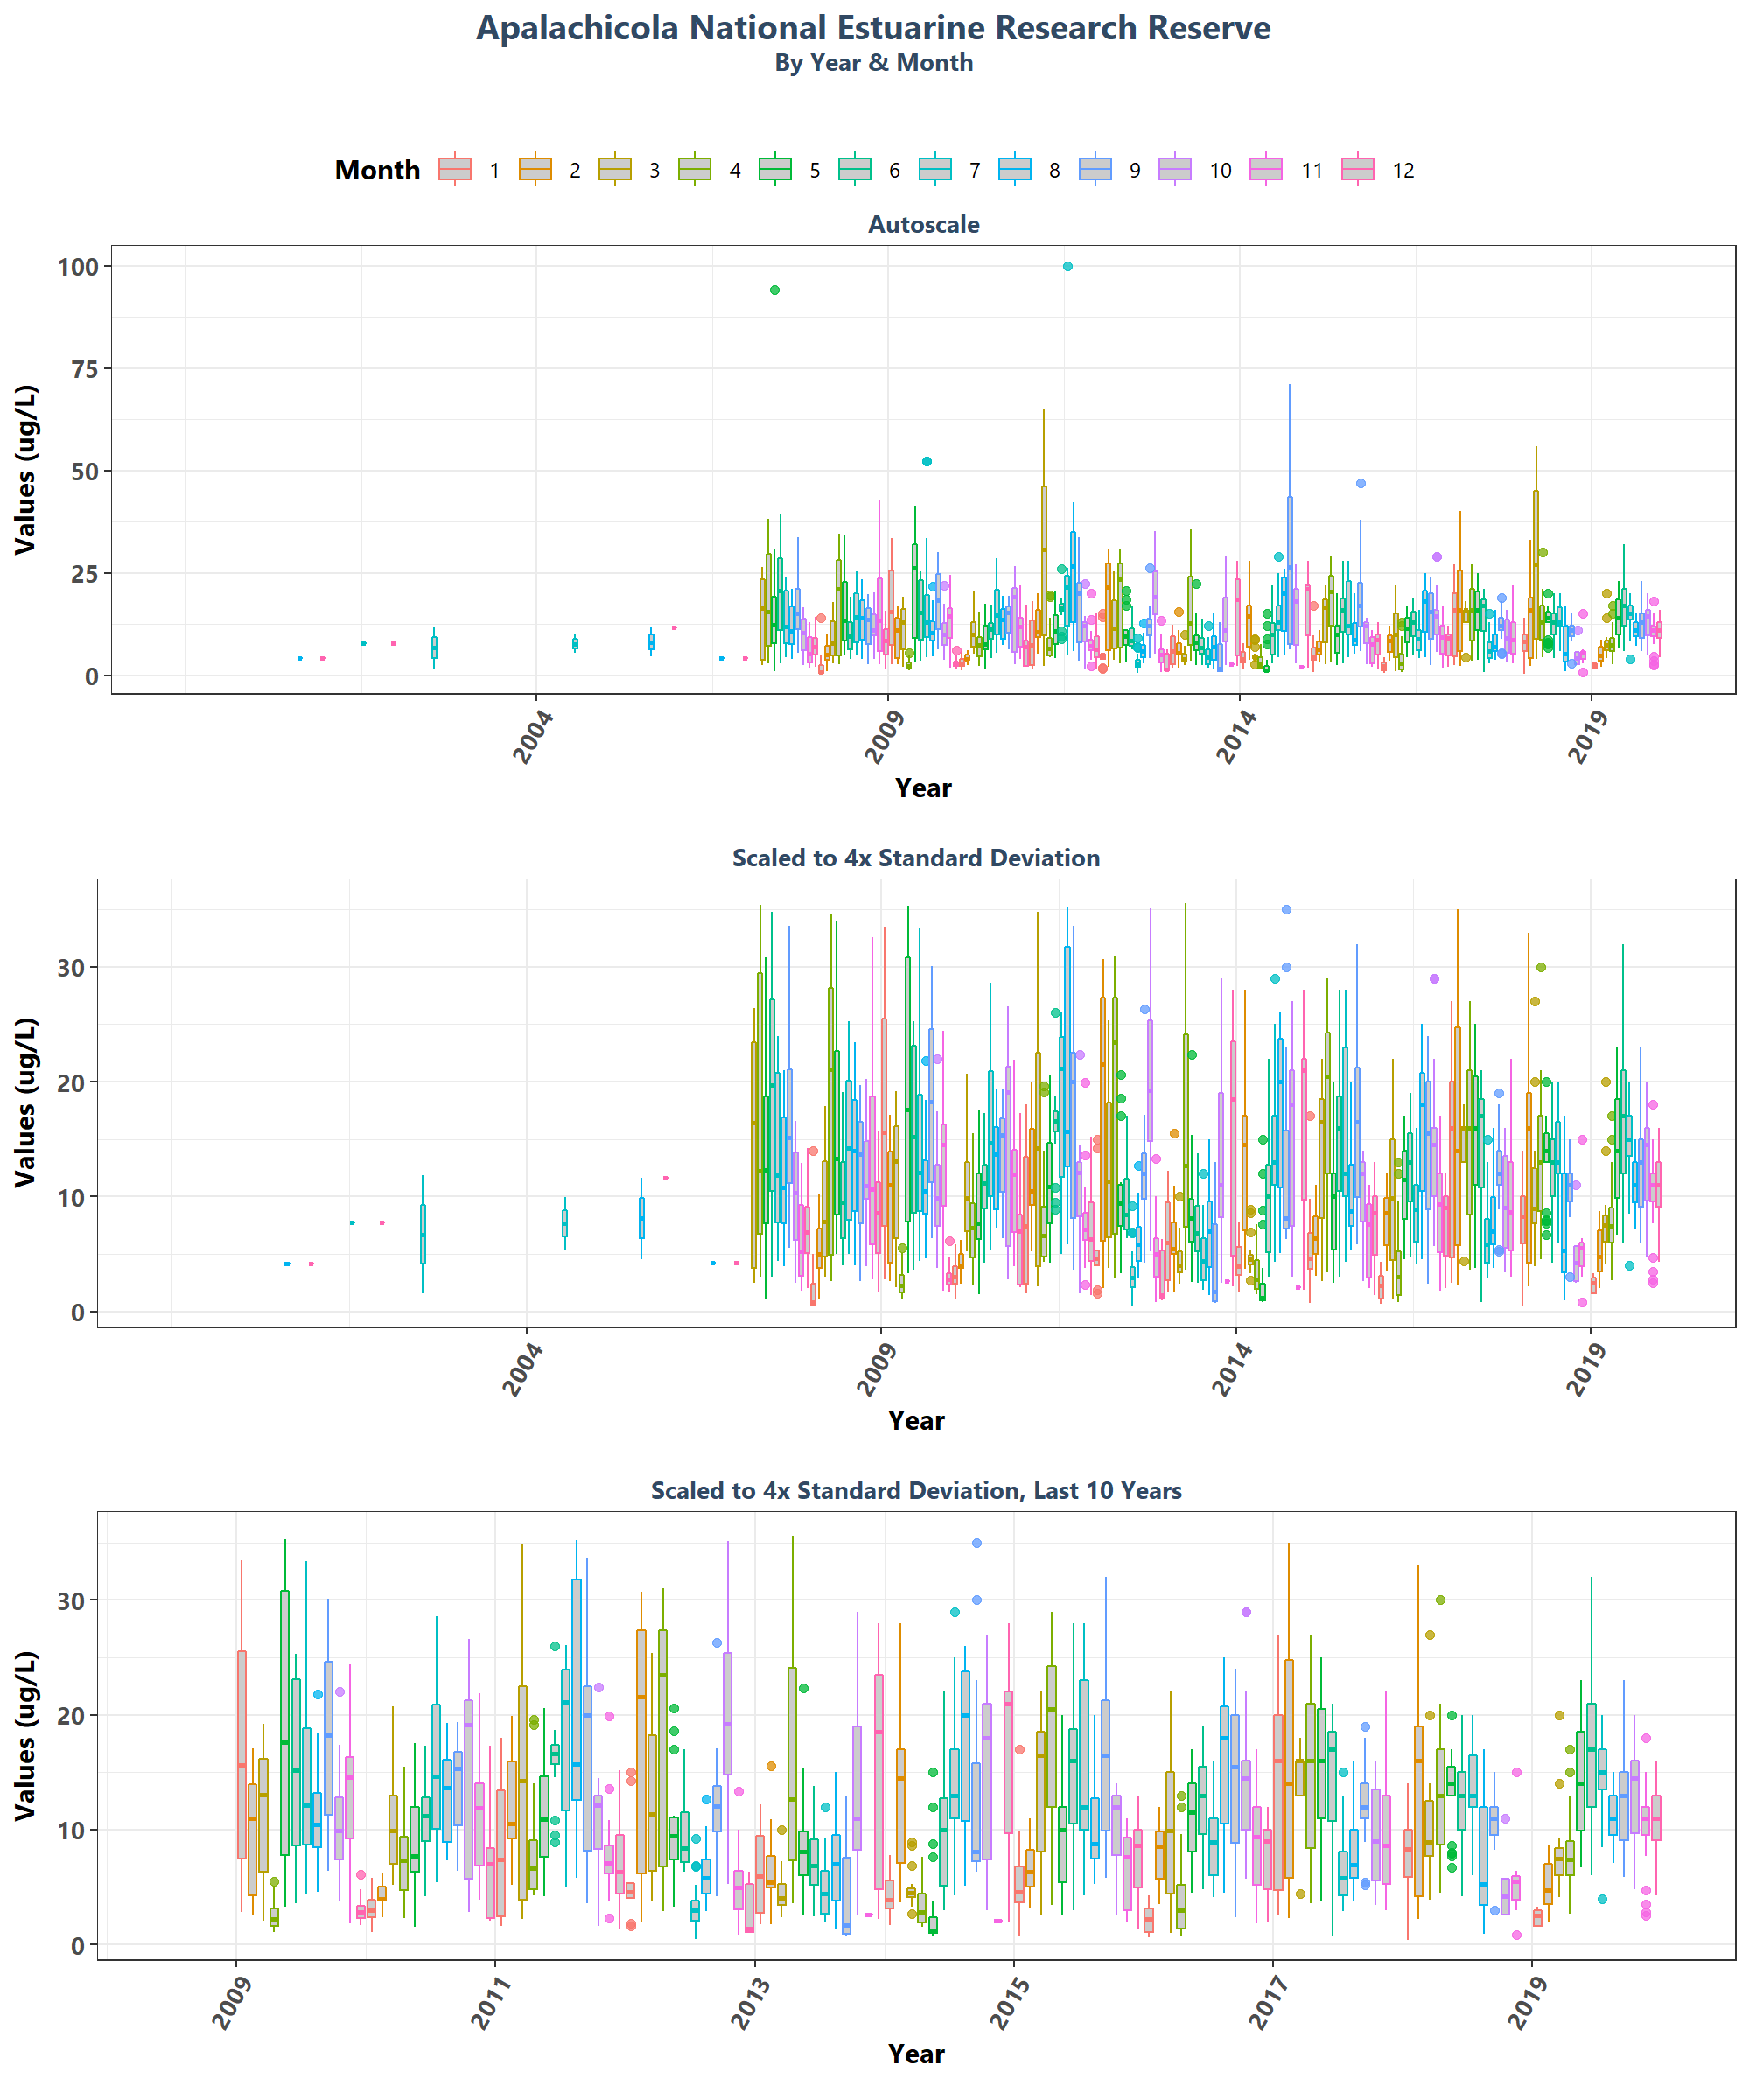 Apalachicola National Estuarine Research Reserve
By Year & Month
Month 1 2 3 4 5 6 7 8 9 10 11 12
Autoscale
100
75
50
25
0
Values (ug/L)
2004 2009 2014 2019
Year
Scaled to 4x Standard Deviation
30
20
10
0
Values (ug/L)
2004 2009 2014 2019
Year
Scaled to 4x Standard Deviation, Last 10 Years
30
20
10
0
Values (ug/L)
2009 2011 2013 2015 2017 2019
Year